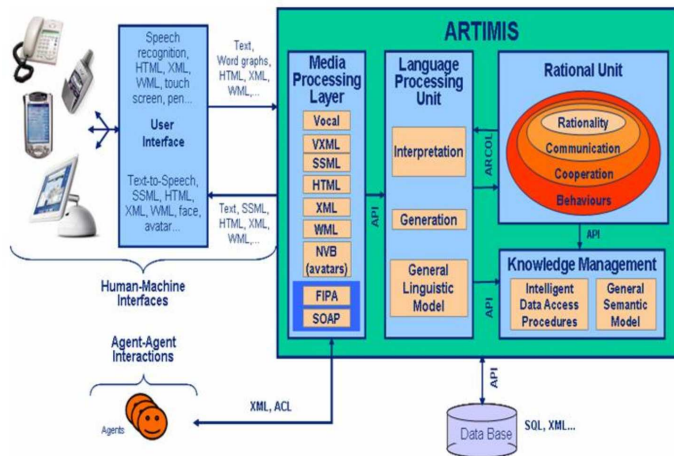 ARTIMIS
Speech
recognition,
HTML, XML,
WML, touch
screen, pen...
User
Interface
Text-to-Speech,
SSML, HTML,
XML, WML, face,
avatar...
Text,
Word graphs,
HTML, XML,
WML,...
Text, SSML,
HTML, XML,
WML,...
Human-Machine
Interfaces
Media
Processing
Layer
Vocal
VXML
SSML
HTML
XML
WML
NVB
(avatars)
FIPA
SOAP
API
Language
Processing
Unit
Interpretation
Generation
General
Linguistic
Model
ARCOL
API
Rational Unit
Rationality
Communication
Cooperation
Behaviours
API
Knowledge Management
Intelligent
Data Access
Procedures
General
Semantic
Model
Agent-Agent
Interactions
Agents
XML, ACL
API
Data Base
SQL, XML...